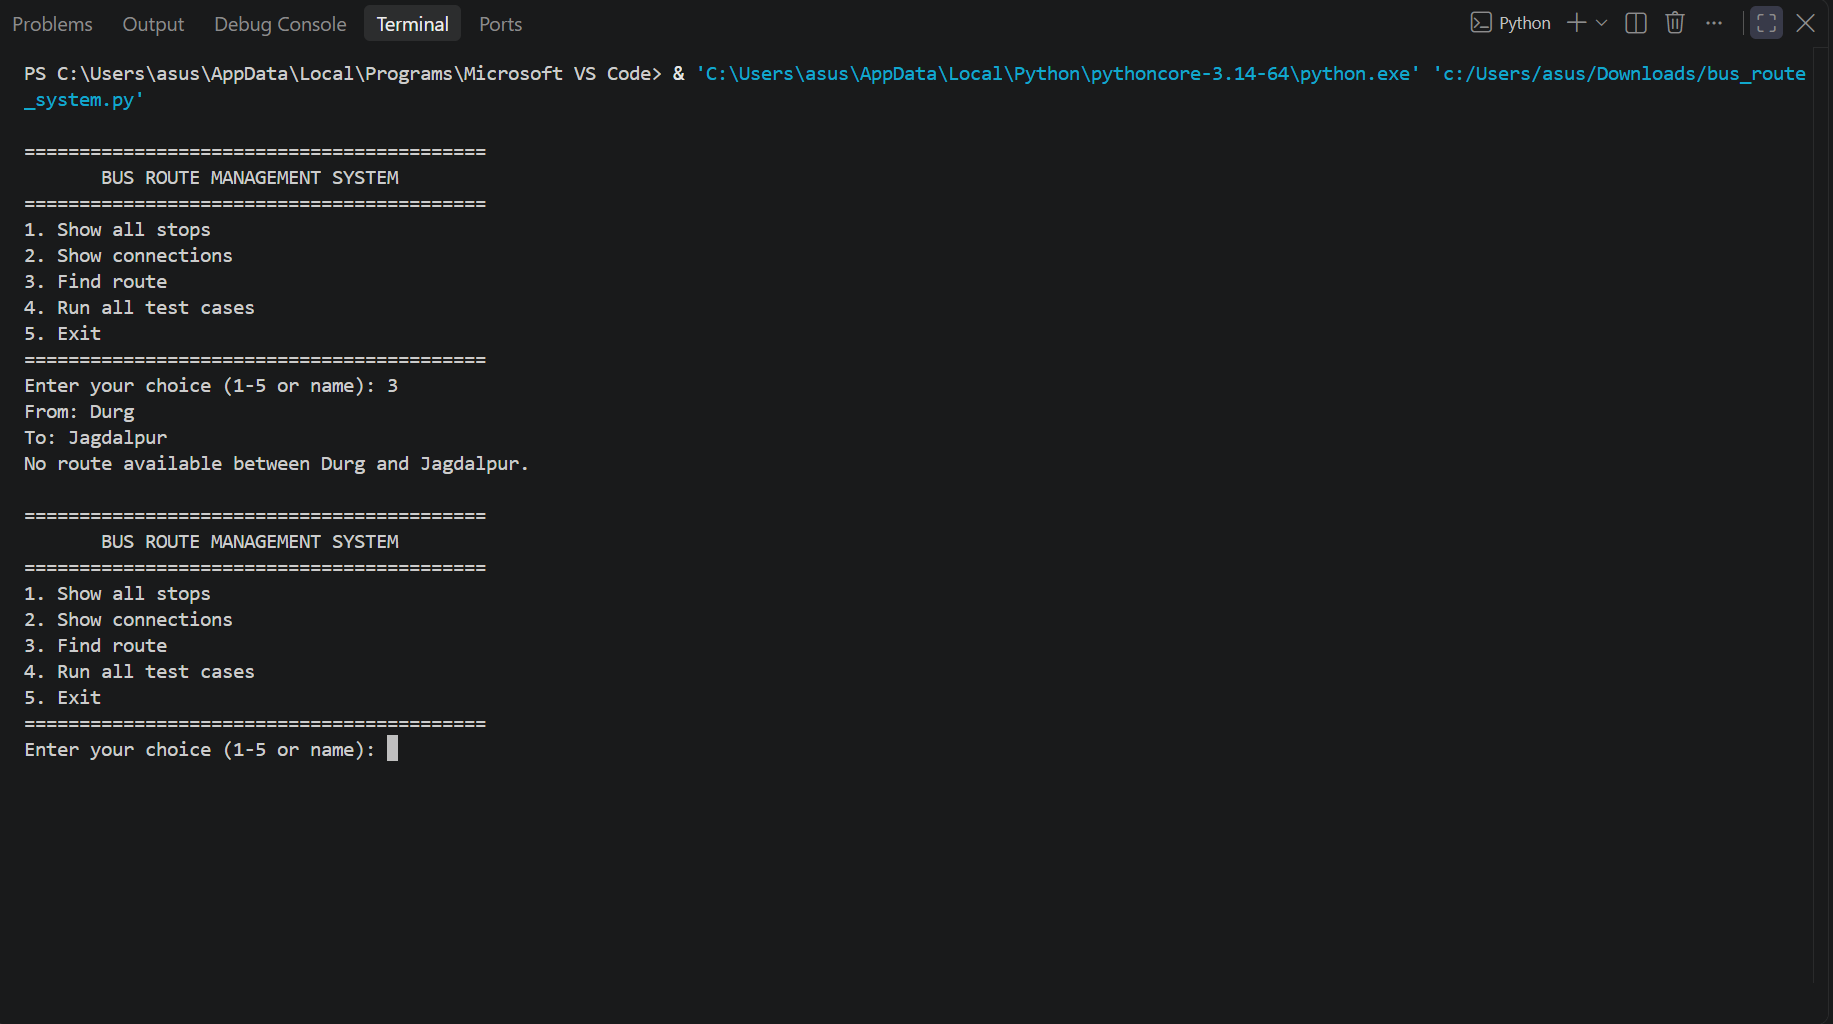 Problems Output Debug Console Terminal Ports Python
PS C:\Users\asus\AppData\Local\Programs\Microsoft VS Code> & 'C:\Users\asus\AppData\Local\Python\pythoncore-3.14-64\python.exe' 'c:/Users/asus/Downloads/bus_route
_system.py'
==========================================
BUS ROUTE MANAGEMENT SYSTEM
==========================================
1. Show all stops
2. Show connections
3. Find route
4. Run all test cases
5. Exit
==========================================
Enter your choice (1-5 or name): 3
From: Durg
To: Jagdalpur
No route available between Durg and Jagdalpur.
==========================================
BUS ROUTE MANAGEMENT SYSTEM
==========================================
1. Show all stops
2. Show connections
3. Find route
4. Run all test cases
5. Exit
==========================================
Enter your choice (1-5 or name):